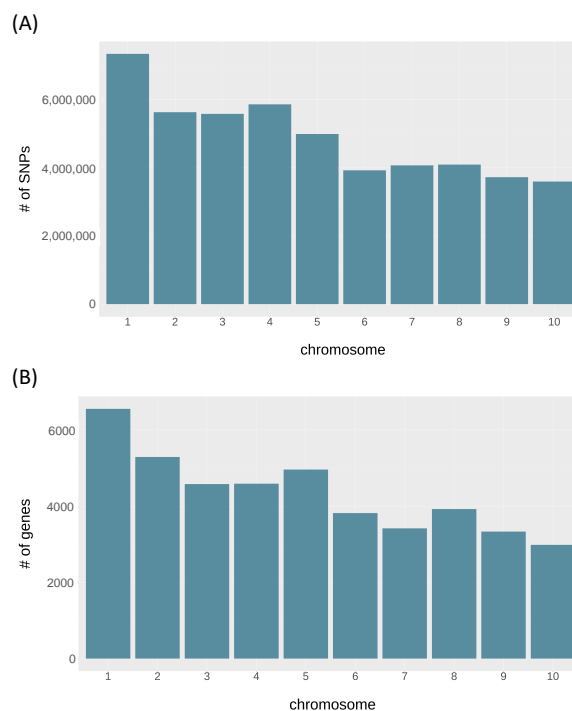 (A)
# of SNPs
6,000,000
4,000,000
2,000,000
0
1 2 3 4 5 6 7 8 9 10
chromosome
(B)
# of genes
6000
4000
2000
0
1 2 3 4 5 6 7 8 9 10
chromosome